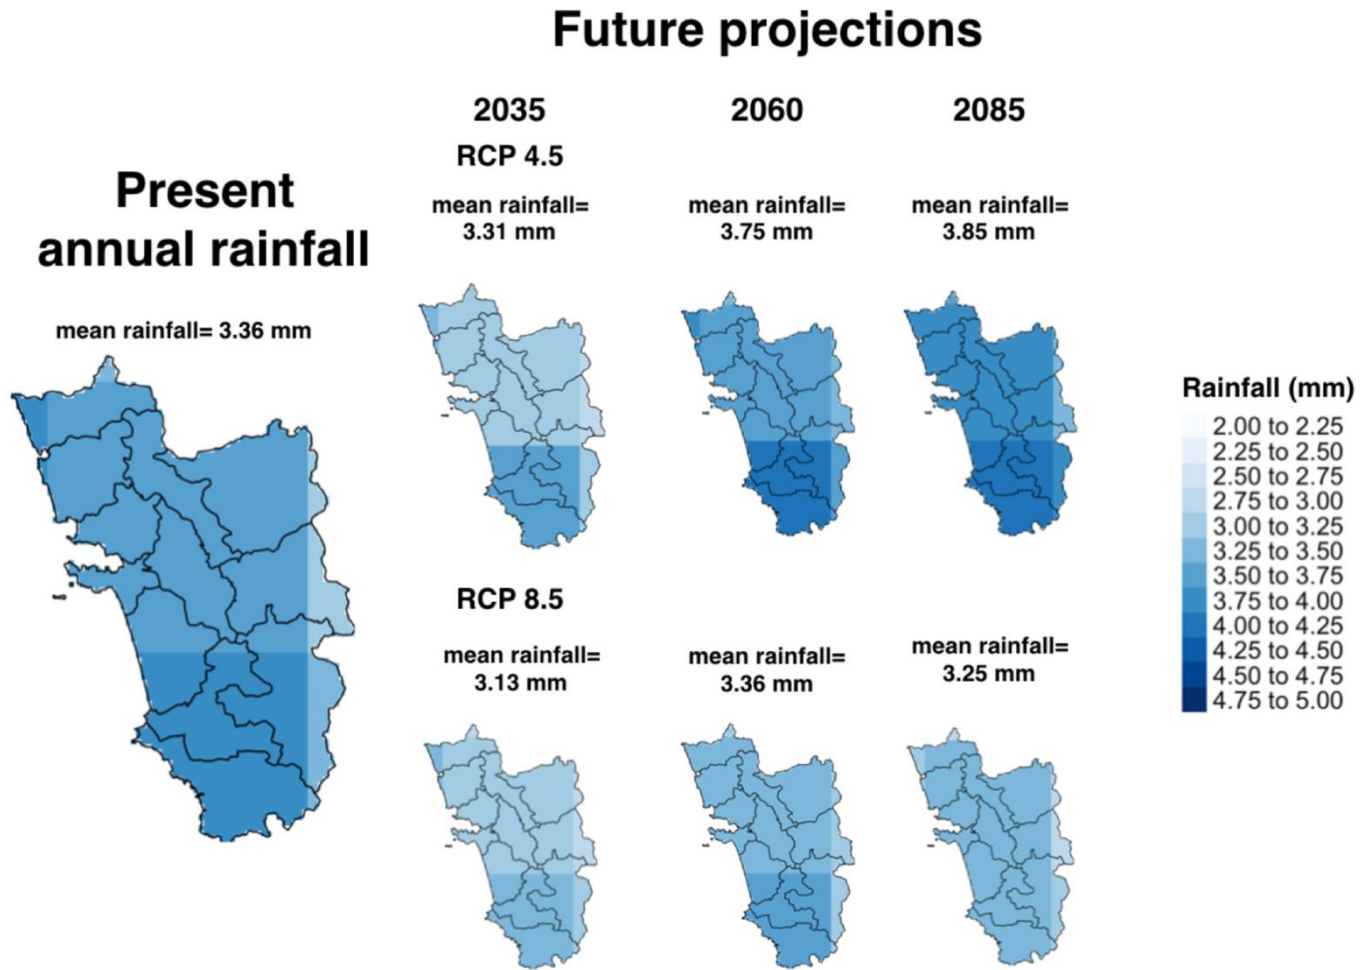 Future projections
Present
annual rainfall
mean rainfall= 3.36 mm
2035
2060
2085
RCP 4.5
mean rainfall=
3.31 mm
mean rainfall=
3.75 mm
mean rainfall=
3.85 mm
RCP 8.5
mean rainfall=
3.13 mm
mean rainfall=
3.36 mm
mean rainfall=
3.25 mm
Rainfall (mm)
2.00 to 2.25
2.25 to 2.50
2.50 to 2.75
2.75 to 3.00
3.00 to 3.25
3.25 to 3.50
3.50 to 3.75
3.75 to 4.00
4.00 to 4.25
4.25 to 4.50
4.50 to 4.75
4.75 to 5.00